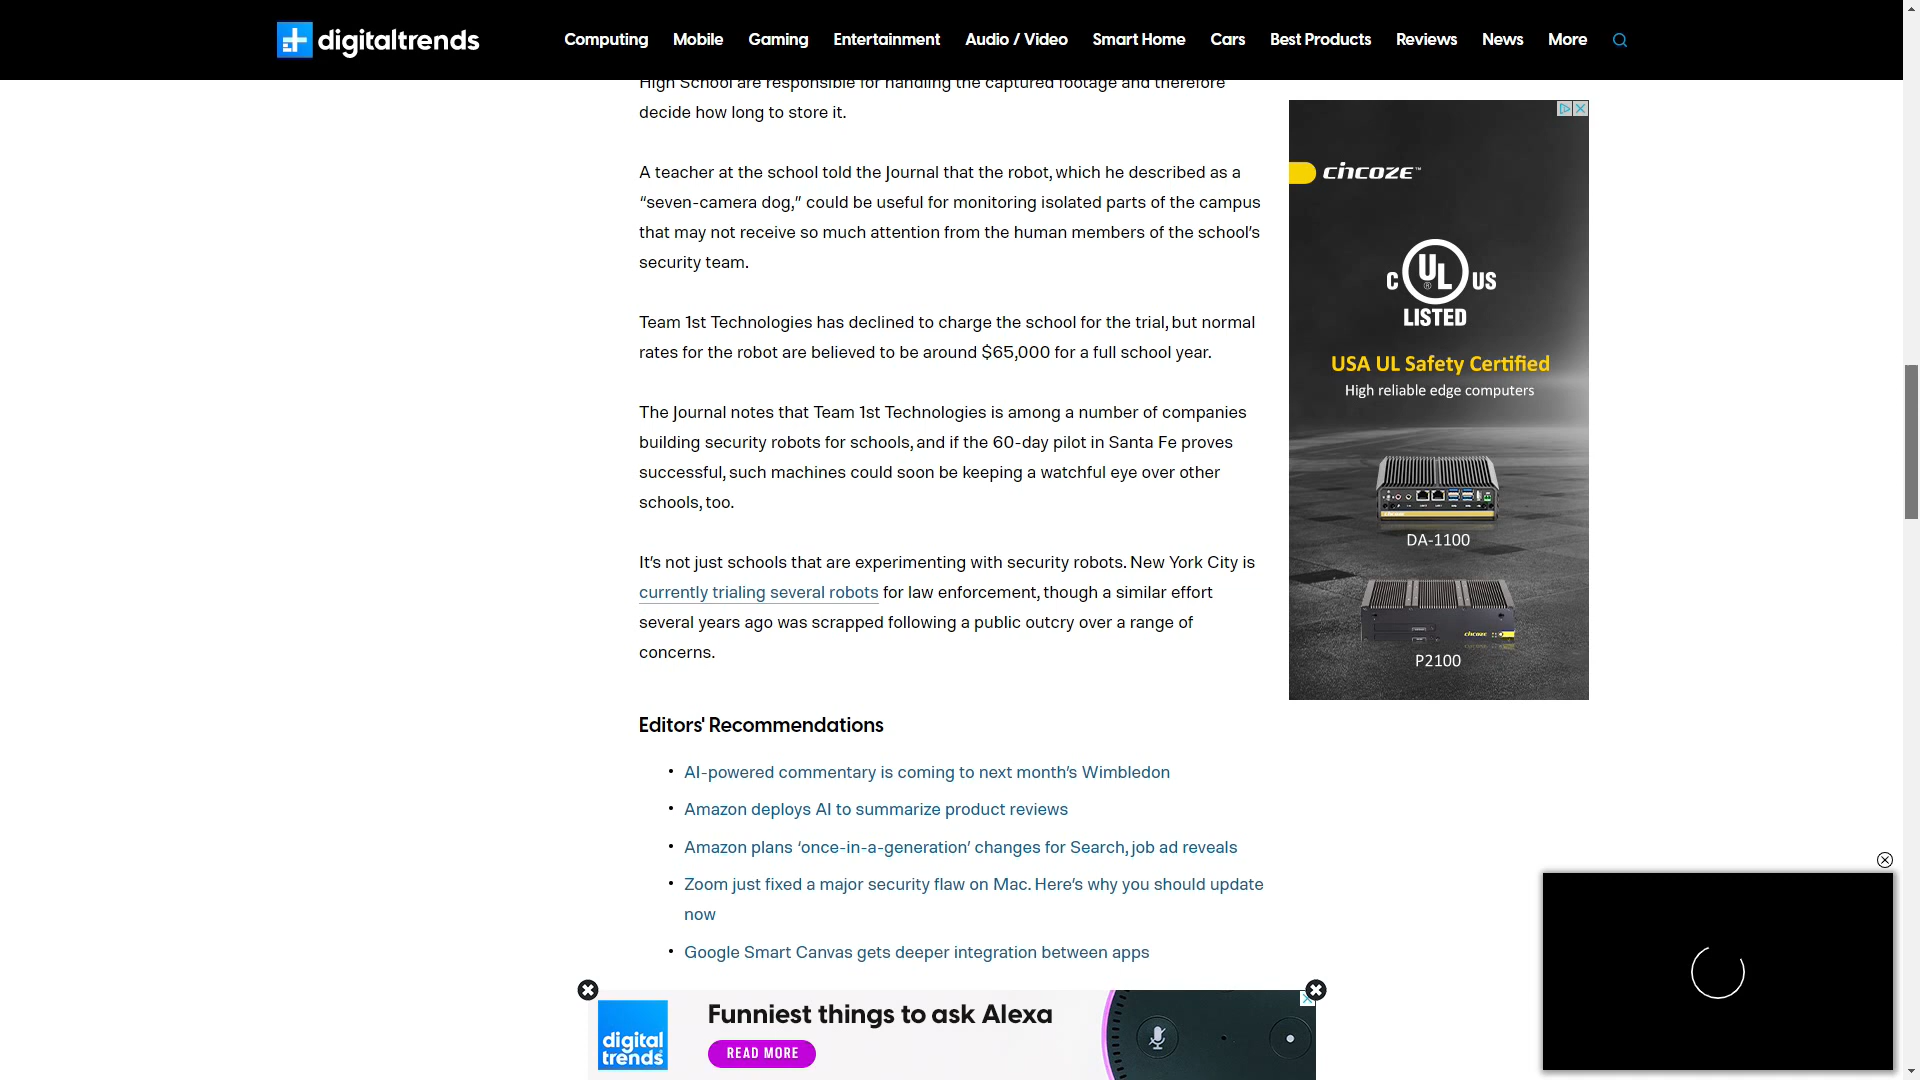 digitaltrends
Computing Mobile Gaming Entertainment Audio / Video Smart Home Cars Best Products Reviews News More
High School are responsible for handling the captured footage and therefore
decide how long to store it.
A teacher at the school told the Journal that the robot, which he described as a
“seven-camera dog,” could be useful for monitoring isolated parts of the campus
that may not receive so much attention from the human members of the school’s
security team.
Team 1st Technologies has declined to charge the school for the trial, but normal
rates for the robot are believed to be around $65,000 for a full school year.
The Journal notes that Team 1st Technologies is among a number of companies
building security robots for schools, and if the 60-day pilot in Santa Fe proves
successful, such machines could soon be keeping a watchful eye over other
schools, too.
It’s not just schools that are experimenting with security robots. New York City is
currently trialing several robots for law enforcement, though a similar effort
several years ago was scrapped following a public outcry over a range of
concerns.
Editors' Recommendations
• AI-powered commentary is coming to next month’s Wimbledon
• Amazon deploys AI to summarize product reviews
• Amazon plans ‘once-in-a-generation’ changes for Search, job ad reveals
• Zoom just fixed a major security flaw on Mac. Here’s why you should update
now
• Google Smart Canvas gets deeper integration between apps
cincoze™
C UL® US
LISTED
USA UL Safety Certified
High reliable edge computers
DA-1100
cincoze
P2100
digital
trends
Funniest things to ask Alexa
READ MORE